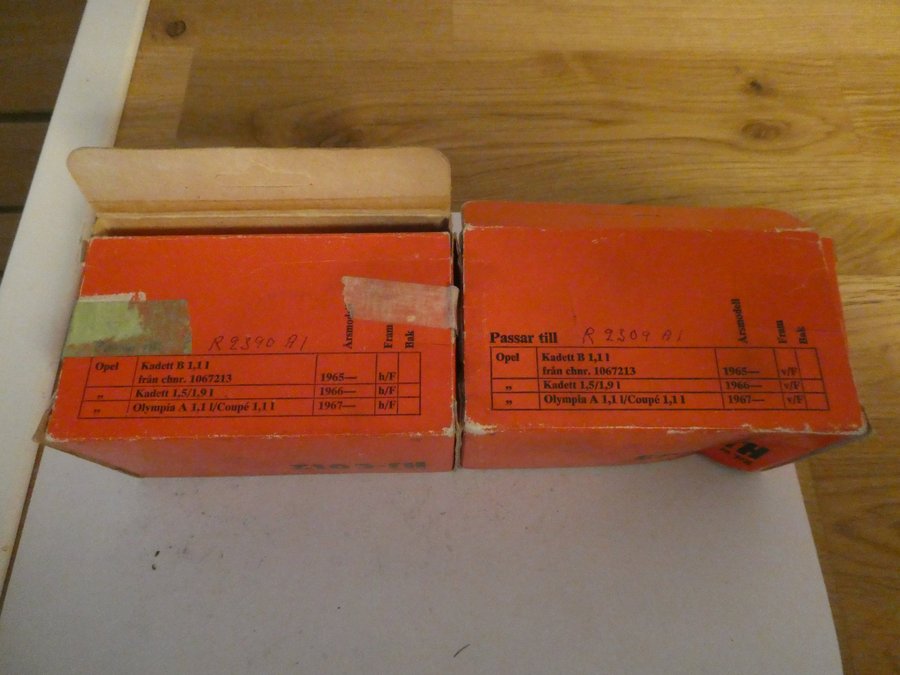 R 2390 A1
Årsmodell
Fram
Bak
Opel Kadett B 1,1 l
från chnr. 1067213 1965— h/F
„ Kadett 1,5/1,9 l 1966— h/F
„ Olympia A 1,1 l/Coupé 1,1 l 1967— h/F
Passar till R 2309 A1
Årsmodell
Fram
Bak
Opel Kadett B 1,1 l
från chnr. 1067213 1965— v/F
„ Kadett 1,5/1,9 l 1966— v/F
„ Olympia A 1,1 l/Coupé 1,1 l 1967— v/F